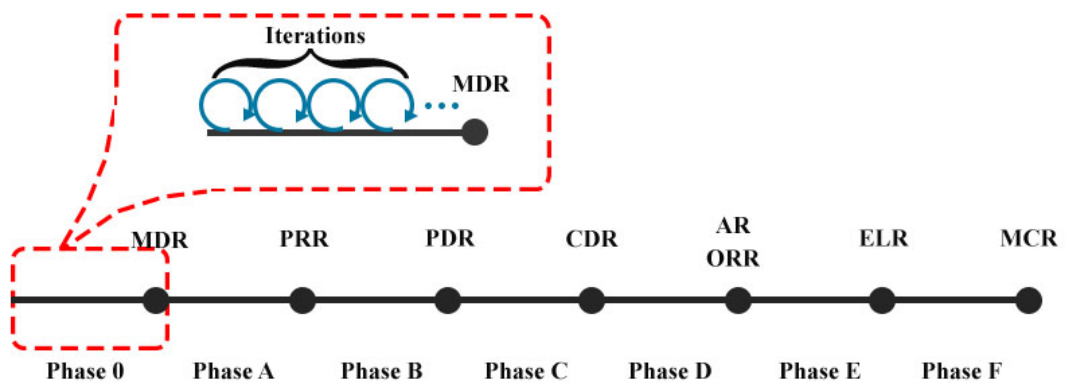 Iterations
MDR
MDR PRR PDR CDR AR ORR ELR MCR
Phase 0 Phase A Phase B Phase C Phase D Phase E Phase F